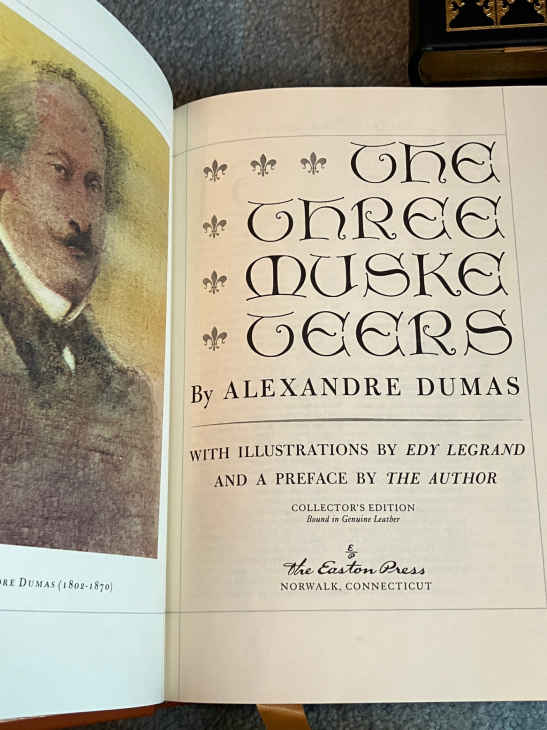 THE
THREE
MUSKE
TEERS
By ALEXANDRE DUMAS
WITH ILLUSTRATIONS BY EDY LEGRAND
AND A PREFACE BY THE AUTHOR
COLLECTOR'S EDITION
Bound in Genuine Leather
The Easton Press
NORWALK, CONNECTICUT
DUMAS (1802-1870)